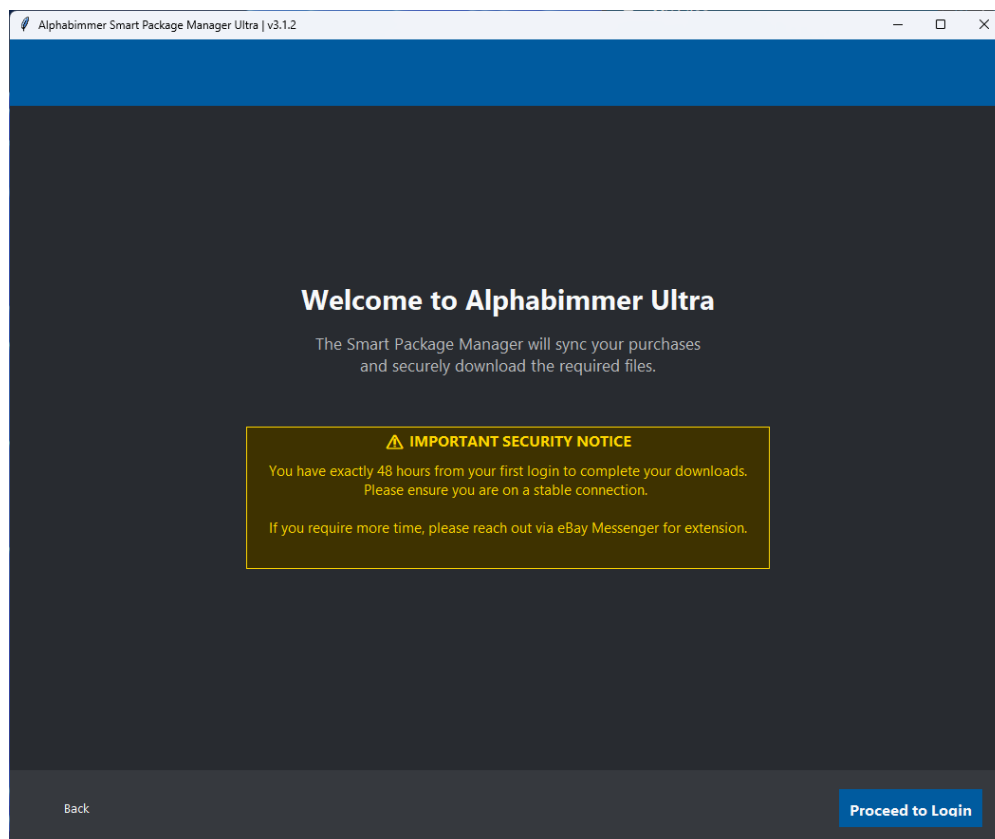 Alphabimmer Smart Package Manager Ultra | v3.1.2
Welcome to Alphabimmer Ultra
The Smart Package Manager will sync your purchases
and securely download the required files.
⚠ IMPORTANT SECURITY NOTICE
You have exactly 48 hours from your first login to complete your downloads.
Please ensure you are on a stable connection.
If you require more time, please reach out via eBay Messenger for extension.
Back
Proceed to Login